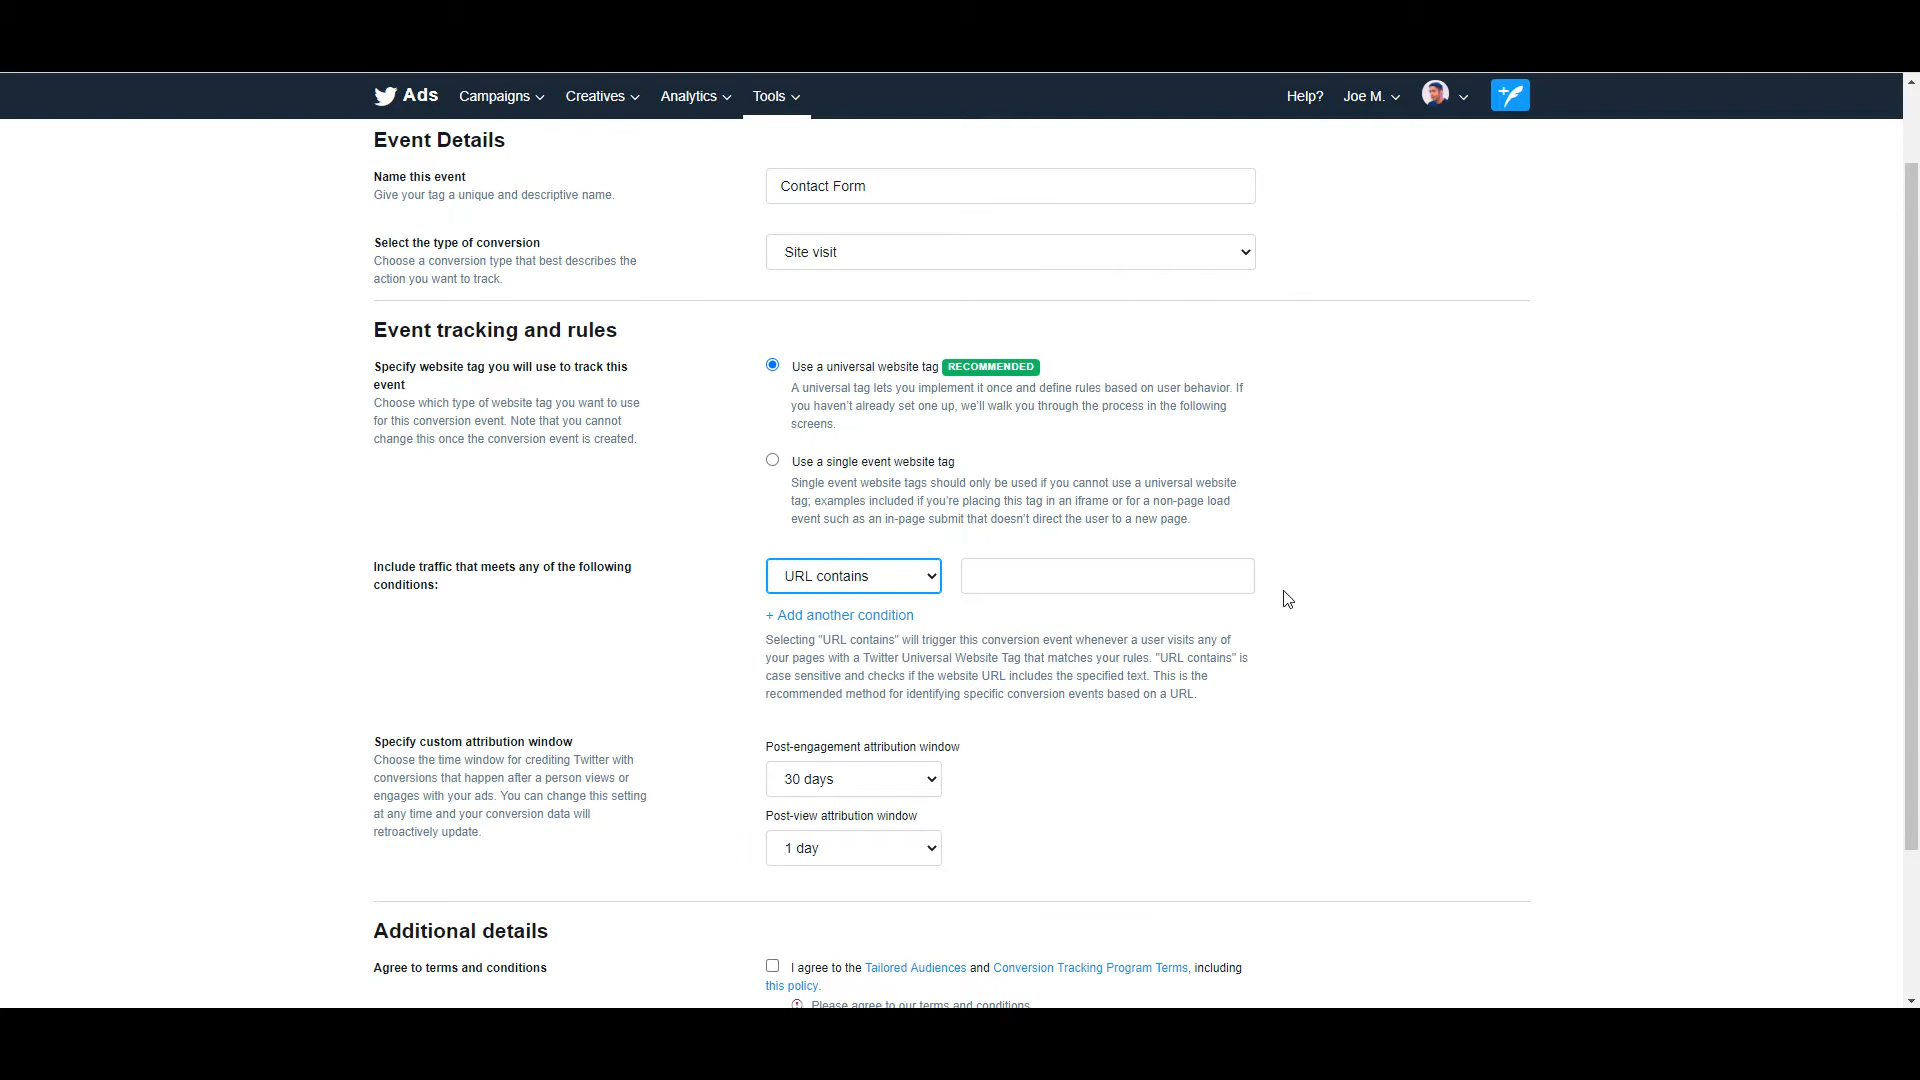 Ads Campaigns Creatives Analytics Tools Help? Joe M.
Event Details
Name this event
Give your tag a unique and descriptive name.
Contact Form
Select the type of conversion
Choose a conversion type that best describes the
action you want to track.
Site visit
Event tracking and rules
Specify website tag you will use to track this
event
Choose which type of website tag you want to use
for this conversion event. Note that you cannot
change this once the conversion event is created.
Use a universal website tag RECOMMENDED
A universal tag lets you implement it once and define rules based on user behavior. If
you haven't already set one up, we'll walk you through the process in the following
screens.
Use a single event website tag
Single event website tags should only be used if you cannot use a universal website
tag; examples included if you're placing this tag in an iframe or for a non-page load
event such as an in-page submit that doesn't direct the user to a new page.
Include traffic that meets any of the following
conditions:
URL contains
+ Add another condition
Selecting "URL contains" will trigger this conversion event whenever a user visits any of
your pages with a Twitter Universal Website Tag that matches your rules. "URL contains" is
case sensitive and checks if the website URL includes the specified text. This is the
recommended method for identifying specific conversion events based on a URL.
Specify custom attribution window
Choose the time window for crediting Twitter with
conversions that happen after a person views or
engages with your ads. You can change this setting
at any time and your conversion data will
retroactively update.
Post-engagement attribution window
30 days
Post-view attribution window
1 day
Additional details
Agree to terms and conditions
I agree to the Tailored Audiences and Conversion Tracking Program Terms, including
this policy.
Please agree to our terms and conditions